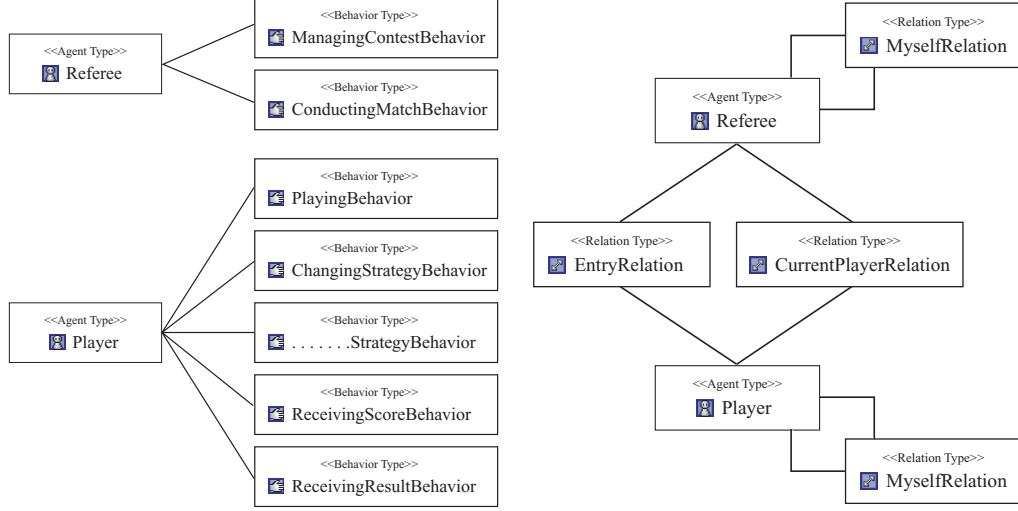 <<Agent Type>>
Referee
<<Behavior Type>>
ManagingContestBehavior
<<Behavior Type>>
ConductingMatchBehavior
<<Agent Type>>
Player
<<Behavior Type>>
PlayingBehavior
<<Behavior Type>>
ChangingStrategyBehavior
<<Behavior Type>>
. . . . . . .StrategyBehavior
<<Behavior Type>>
ReceivingScoreBehavior
<<Behavior Type>>
ReceivingResultBehavior
<<Relation Type>>
MyselfRelation
<<Agent Type>>
Referee
<<Relation Type>>
EntryRelation
<<Relation Type>>
CurrentPlayerRelation
<<Agent Type>>
Player
<<Relation Type>>
MyselfRelation